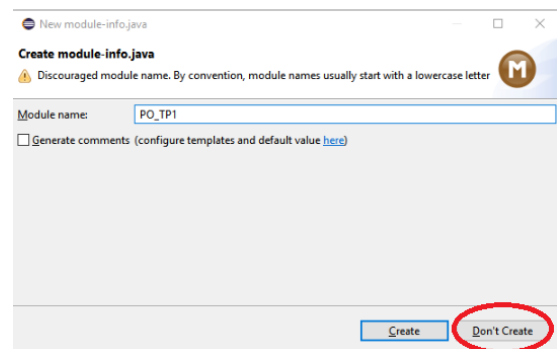 New module-info.java
Create module-info.java
Discouraged module name. By convention, module names usually start with a lowercase letter
M
Module name: PO_TP1
Generate comments (configure templates and default value here)
Create Don't Create